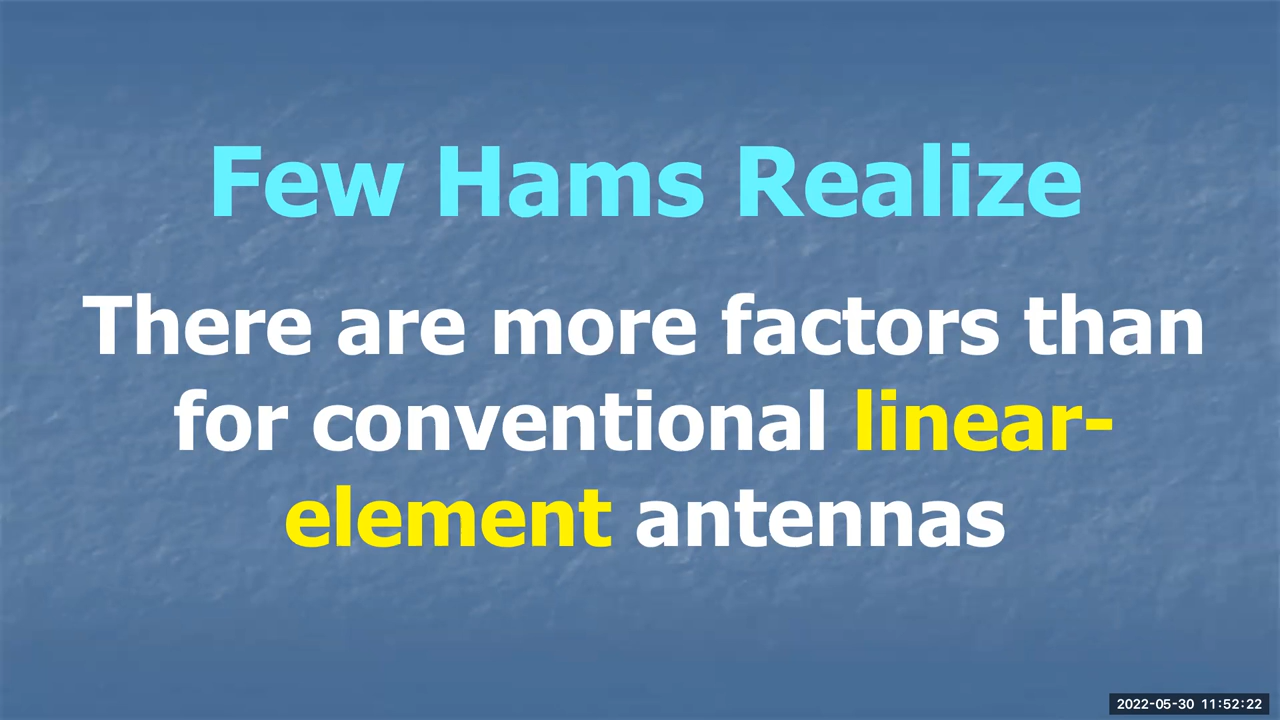 Few Hams Realize
There are more factors than
for conventional linear-
element antennas
2022-05-30 11:52:22